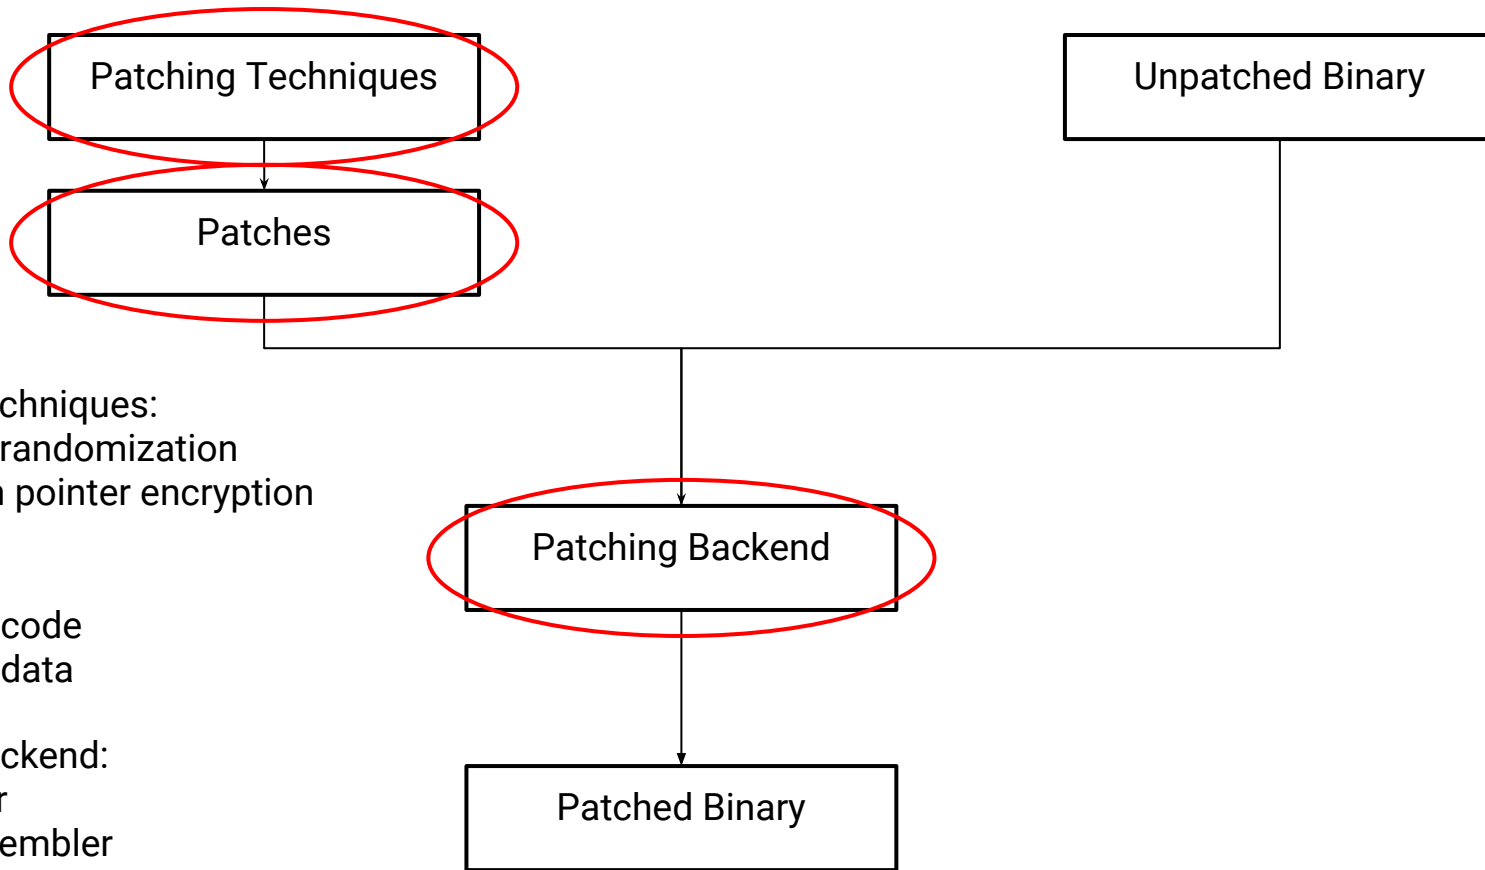 Patching Techniques
Unpatched Binary
Patches
chniques:
randomization
pointer encryption
Patching Backend
code
data
ckend:
r
embler
Patched Binary